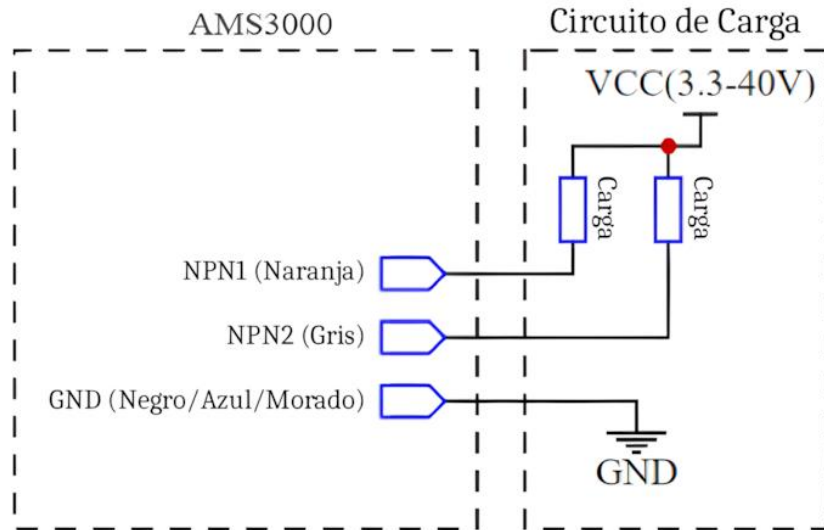 AMS3000
Circuito de Carga
VCC(3.3-40V)
Carga
Carga
NPN1 (Naranja)
NPN2 (Gris)
GND (Negro/Azul/Morado)
GND